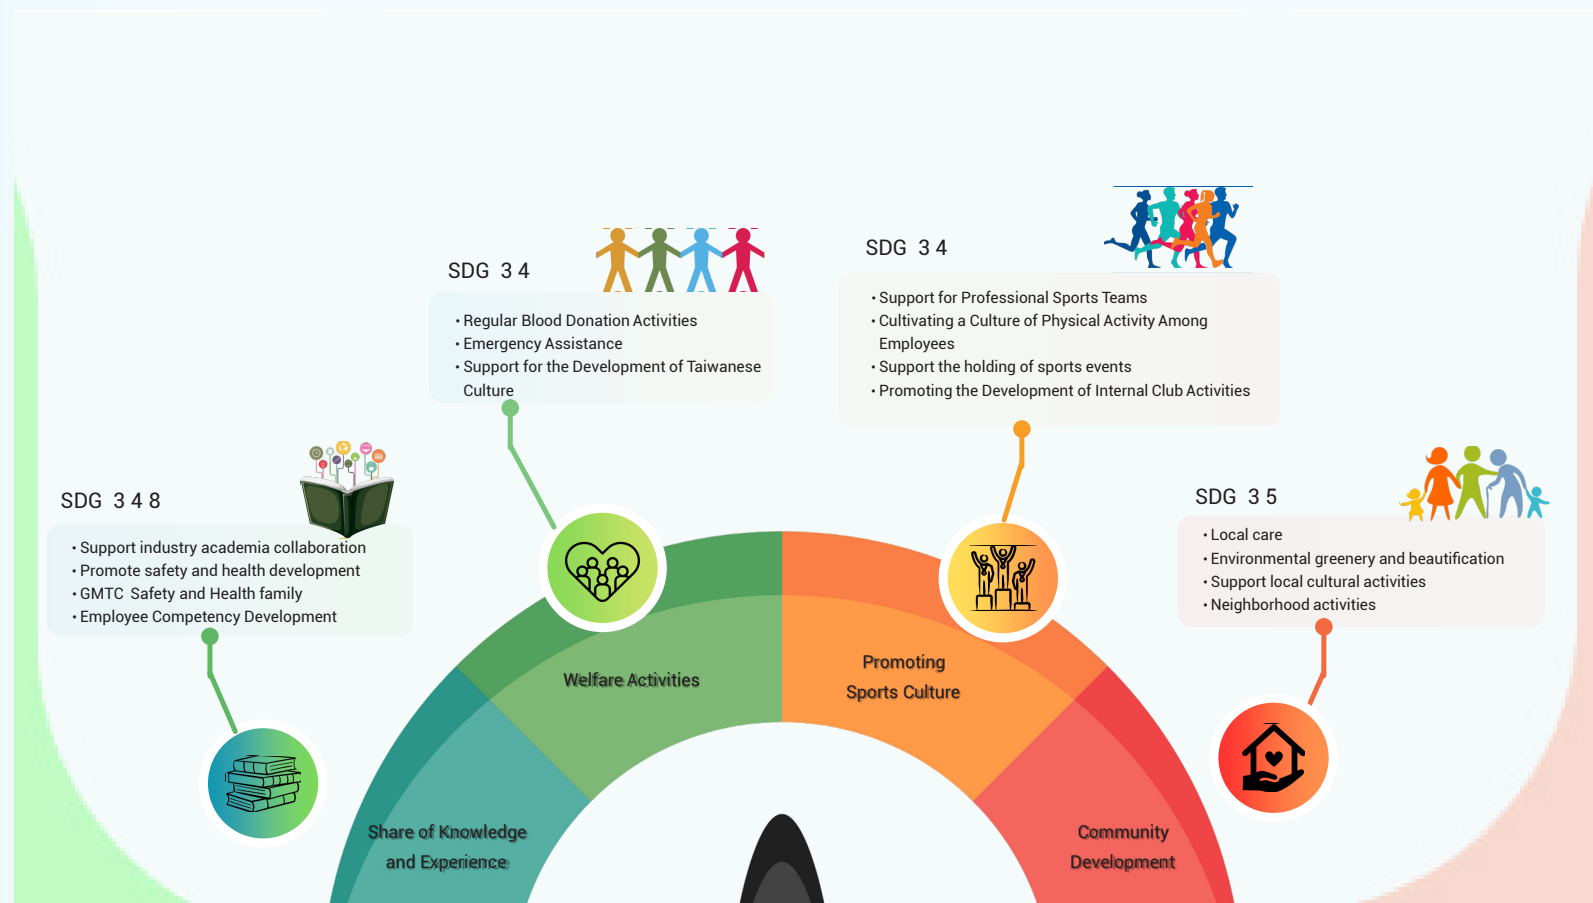 SDG 3 4 8
• Support industry academia collaboration
• Promote safety and health development
• GMTC Safety and Health family
• Employee Competency Development
Share of Knowledge
and Experience
SDG 3 4
• Regular Blood Donation Activities
• Emergency Assistance
• Support for the Development of Taiwanese
Culture
Welfare Activities
SDG 3 4
• Support for Professional Sports Teams
• Cultivating a Culture of Physical Activity Among
Employees
• Support the holding of sports events
• Promoting the Development of Internal Club Activities
Promoting
Sports Culture
SDG 3 5
• Local care
• Environmental greenery and beautification
• Support local cultural activities
• Neighborhood activities
Community
Development